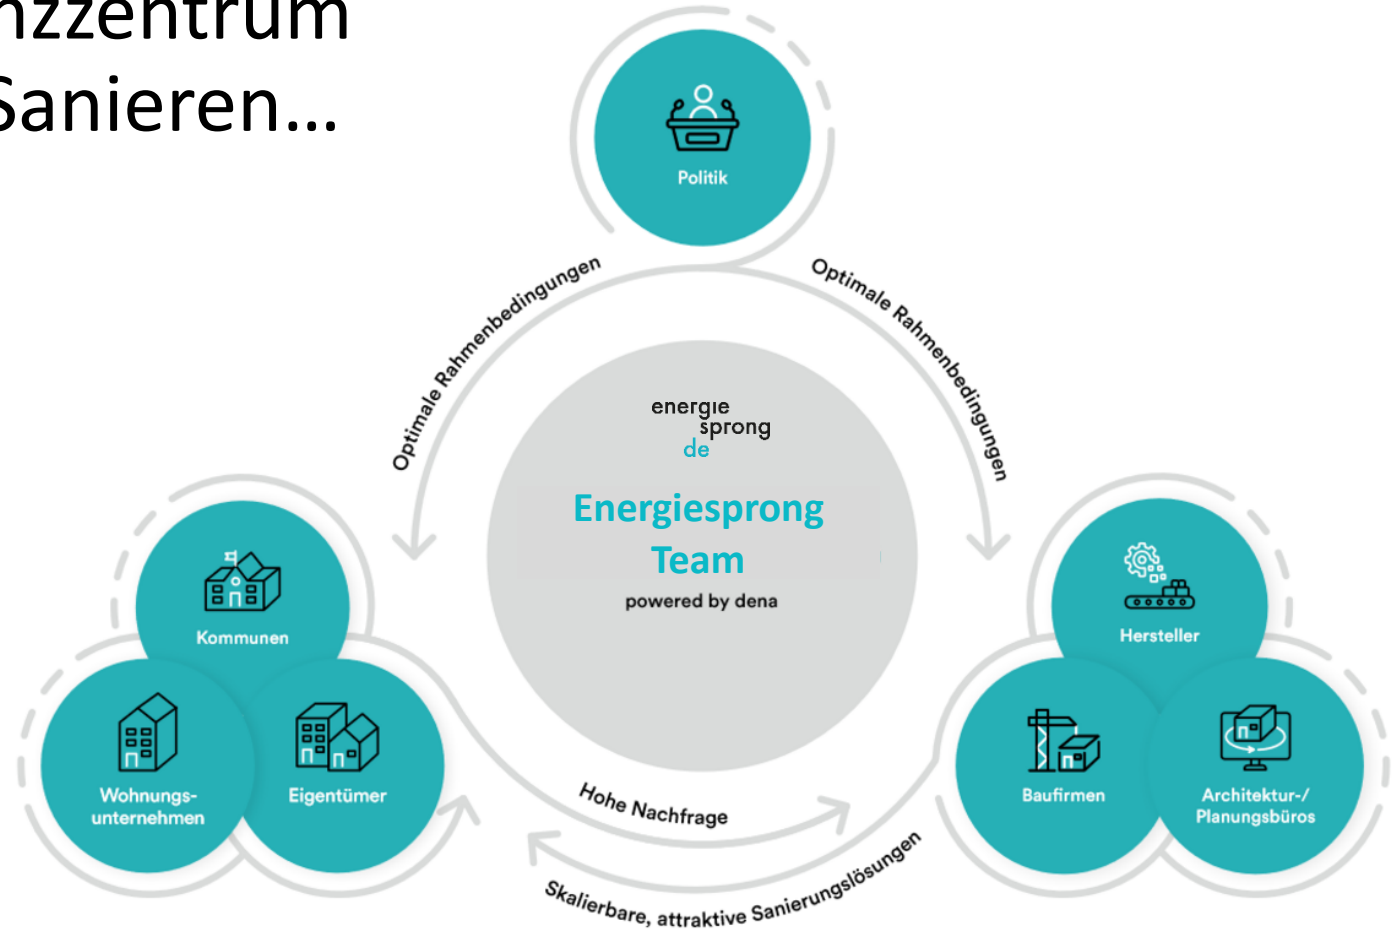 nzzentrum
Sanieren...
Politik
Optimale Rahmenbedingungen
Optimale Rahmenbedingungen
energie
sprong
de
Energiesprong
Team
powered by dena
Kommunen
Wohnungs-
unternehmen
Eigentümer
Hersteller
Baufirmen
Architektur-/
Planungsbüros
Hohe Nachfrage
Skalierbare, attraktive Sanierungslösungen